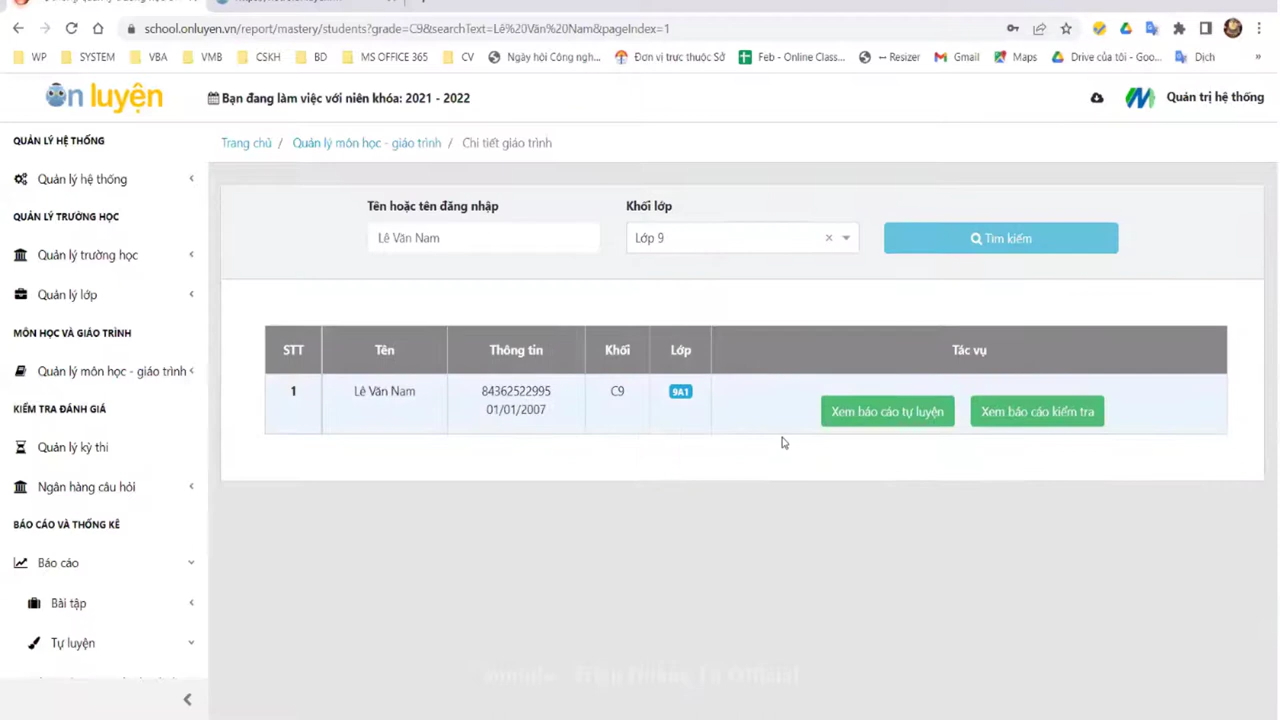 school.onluyen.vn/report/mastery/students?grade=C9&searchText=Lê%20Văn%20Nam&pageIndex=1
WP SYSTEM VBA VMB CSKH BD MS OFFICE 365 CV Ngày hội Công ngh... Đơn vị trực thuộc Sở Feb - Online Class... -- Resizer Gmail Maps Drive của tôi - Goo... Dịch »
Ôn luyện Bạn đang làm việc với niên khóa: 2021 - 2022 Quản trị hệ thống
QUẢN LÝ HỆ THỐNG
Quản lý hệ thống
QUẢN LÝ TRƯỜNG HỌC
Quản lý trường học
Quản lý lớp
MÔN HỌC VÀ GIÁO TRÌNH
Quản lý môn học - giáo trình
KIỂM TRA ĐÁNH GIÁ
Quản lý kỳ thi
Ngân hàng câu hỏi
BÁO CÁO VÀ THỐNG KÊ
Báo cáo
Bài tập
Tự luyện
Trang chủ / Quản lý môn học - giáo trình / Chi tiết giáo trình
Tên hoặc tên đăng nhập Khối lớp
Lê Văn Nam Lớp 9 × Tìm kiếm
STT Tên Thông tin Khối Lớp Tác vụ
1 Lê Văn Nam 84362522995 C9 9A1
01/01/2007
Xem báo cáo tự luyện Xem báo cáo kiểm tra